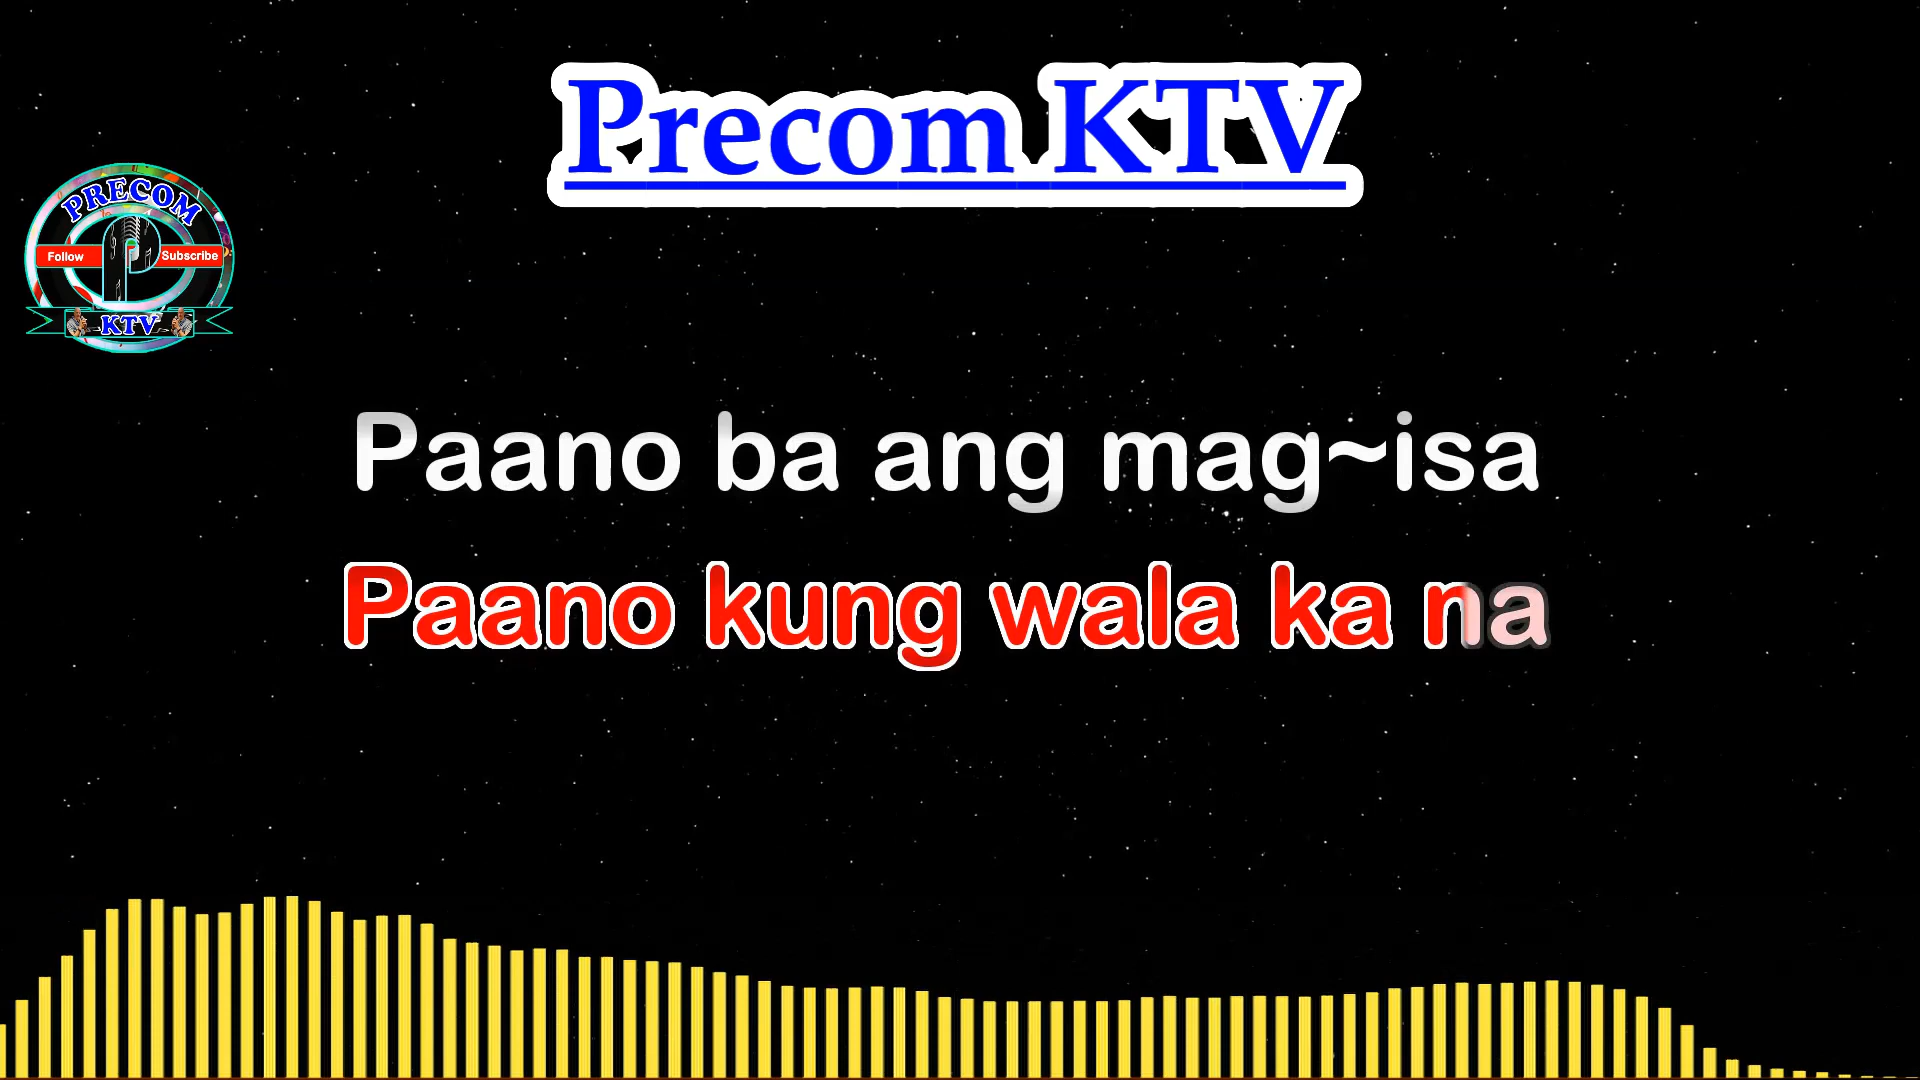 Precom KTV
PRECOM
Follow
Subscribe
KTV
Paano ba ang mag~isa
Paano kung wala ka na